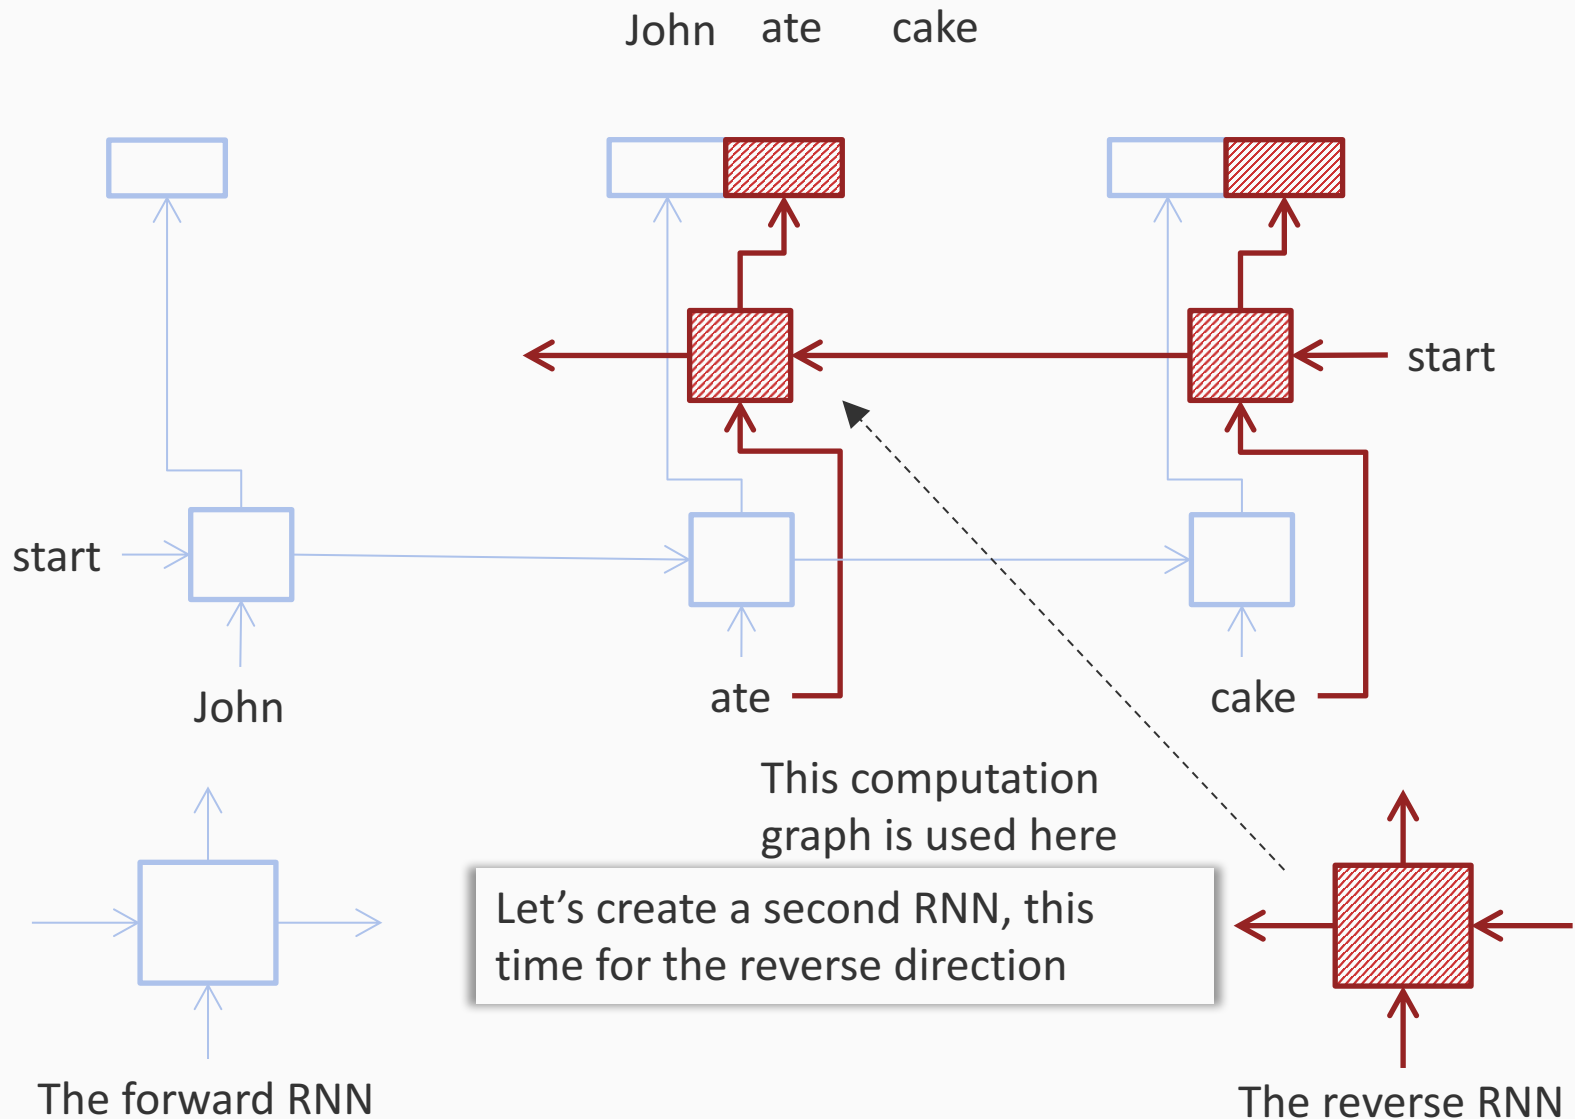 John ate cake
start
start
John
ate
cake
This computation
graph is used here
Let’s create a second RNN, this
time for the reverse direction
The forward RNN
The reverse RNN